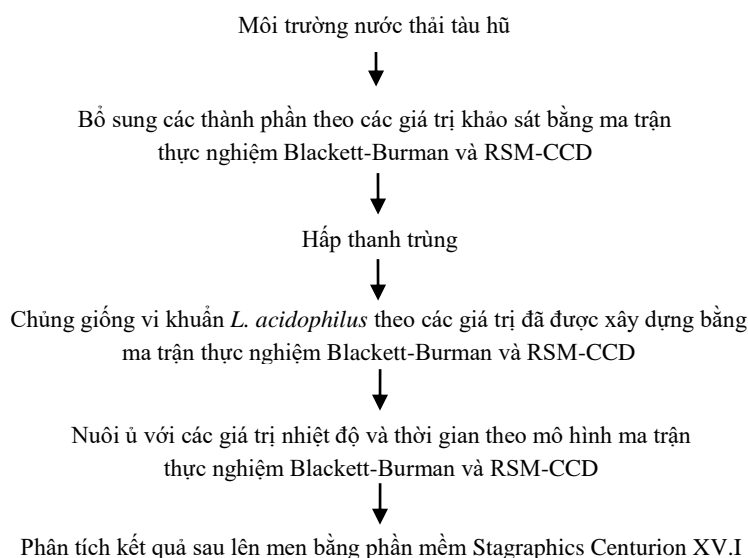 Môi trường nước thải tàu hũ
Bổ sung các thành phần theo các giá trị khảo sát bằng ma trận
thực nghiệm Blackett-Burman và RSM-CCD
Hấp thanh trùng
Chủng giống vi khuẩn L. acidophilus theo các giá trị đã được xây dựng bằng
ma trận thực nghiệm Blackett-Burman và RSM-CCD
Nuôi ủ với các giá trị nhiệt độ và thời gian theo mô hình ma trận
thực nghiệm Blackett-Burman và RSM-CCD
Phân tích kết quả sau lên men bằng phần mềm Stagraphics Centurion XV.I